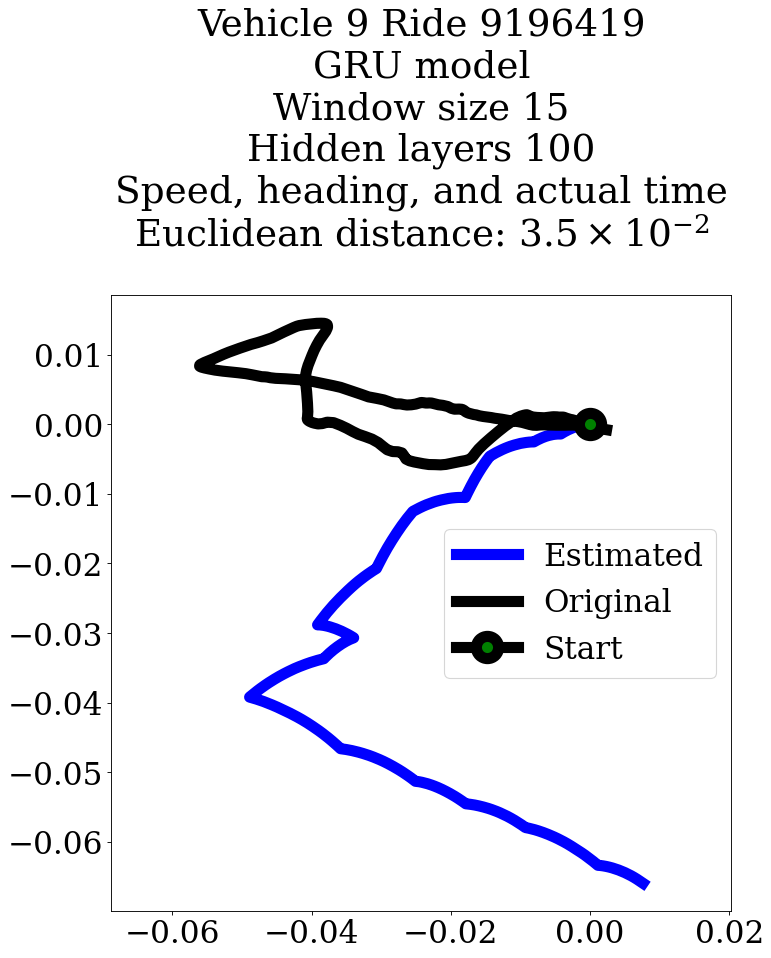 Vehicle 9 Ride 9196419
GRU model
Window size 15
Hidden layers 100
Speed, heading, and actual time
Euclidean distance: 3.5 × 10⁻²
0.01
0.00
−0.01
−0.02
−0.03
−0.04
−0.05
−0.06
Estimated
Original
Start
−0.06 −0.04 −0.02 0.00 0.02